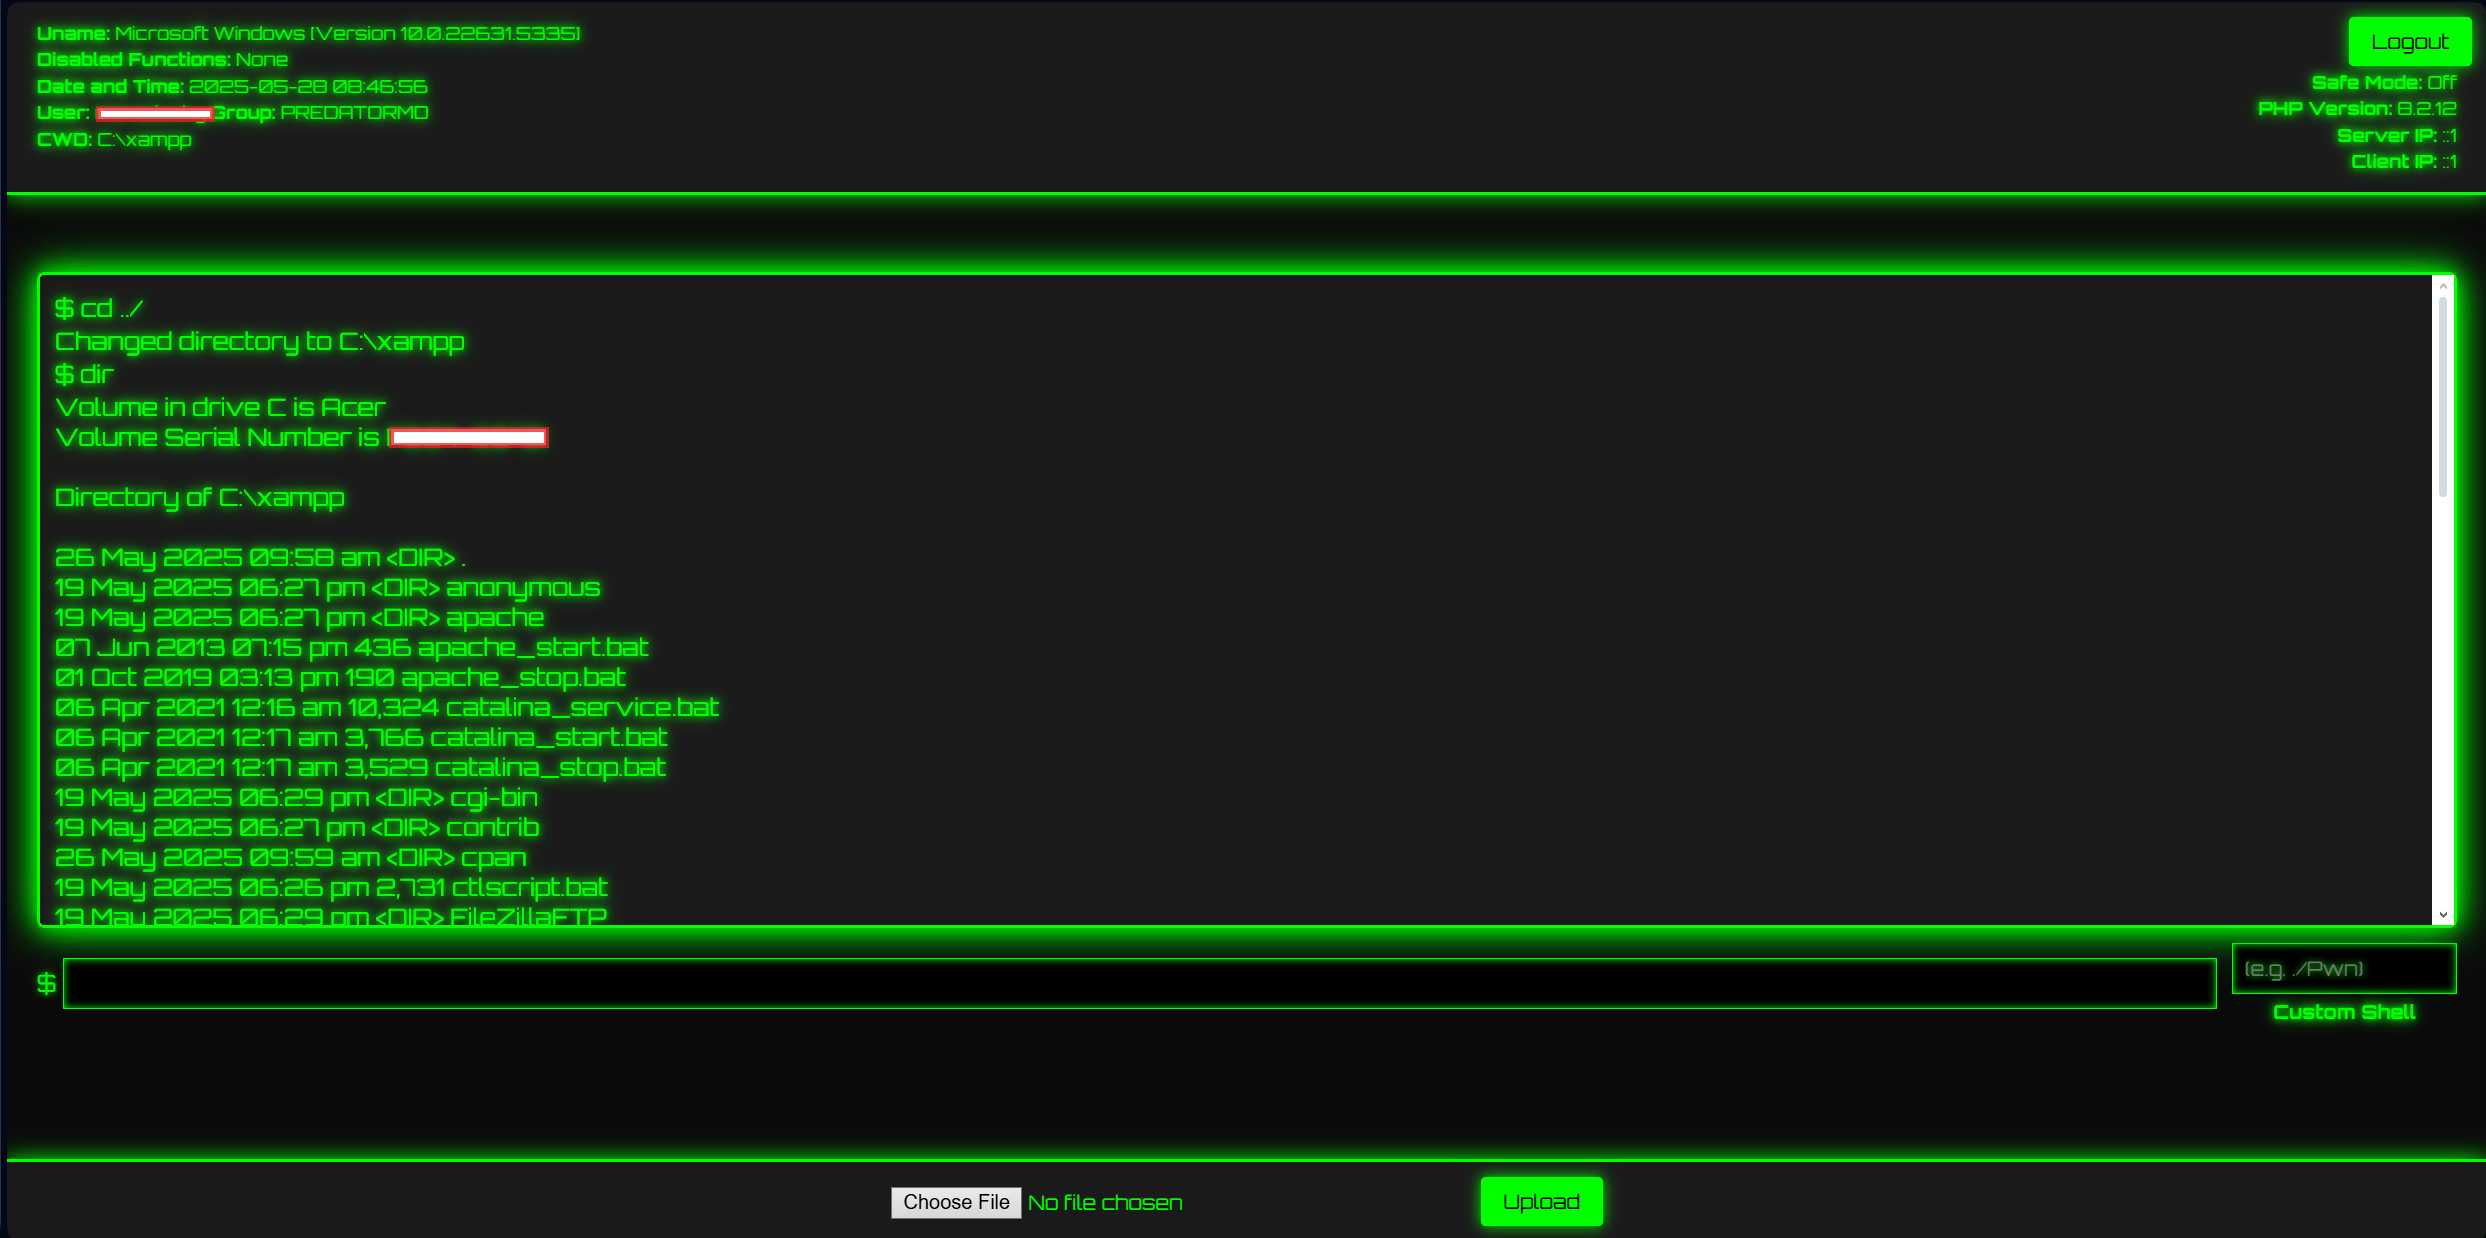 Uname: Microsoft Windows [Version 10.0.22631.5335]
Disabled Functions: None
Date and Time: 2025-05-28 08:46:56
User: Group: PREDATORMD
CWD: C:\xampp
Logout
Safe Mode: Off
PHP Version: 8.2.12
Server IP: ::1
Client IP: ::1
$ cd ../
Changed directory to C:\xampp
$ dir
Volume in drive C is Acer
Volume Serial Number is
Directory of C:\xampp
26 May 2025 09:58 am <DIR> .
19 May 2025 06:27 pm <DIR> anonymous
19 May 2025 06:27 pm <DIR> apache
07 Jun 2013 07:15 pm 436 apache_start.bat
01 Oct 2019 03:13 pm 190 apache_stop.bat
06 Apr 2021 12:16 am 10,324 catalina_service.bat
06 Apr 2021 12:17 am 3,766 catalina_start.bat
06 Apr 2021 12:17 am 3,529 catalina_stop.bat
19 May 2025 06:29 pm <DIR> cgi-bin
19 May 2025 06:27 pm <DIR> contrib
26 May 2025 09:59 am <DIR> cpan
19 May 2025 06:26 pm 2,731 ctlscript.bat
19 May 2025 06:29 pm <DIR> FileZillaFTP
$
(e.g. ./Pwn)
Custom Shell
Choose File No file chosen
Upload